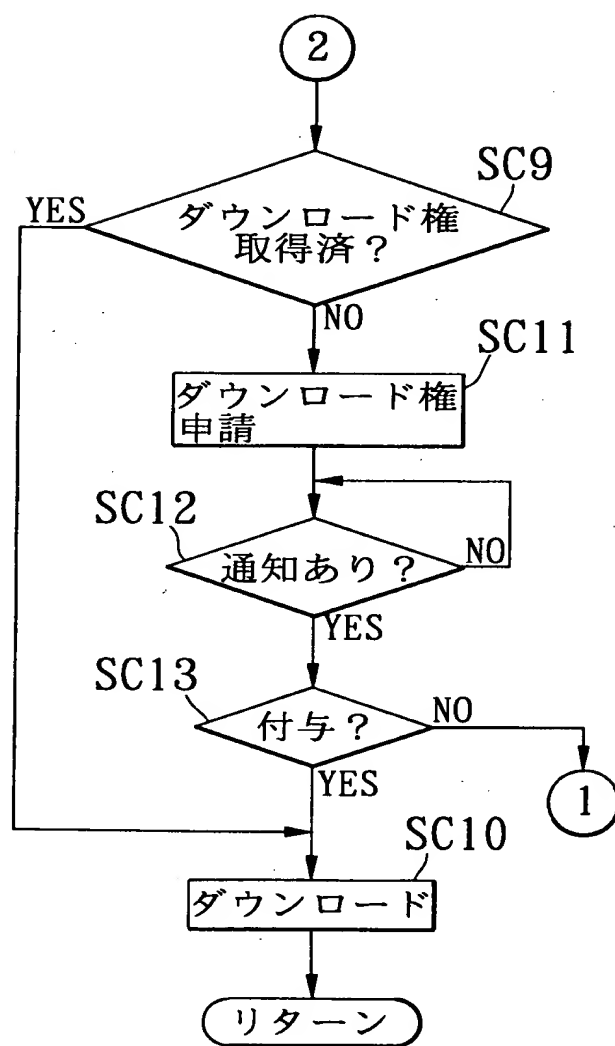 2
SC9
YES
ダウンロード権
取得済?
NO
SC11
ダウンロード権
申請
SC12
通知あり?
NO
YES
SC13
付与?
NO
YES
1
SC10
ダウンロード
リターン